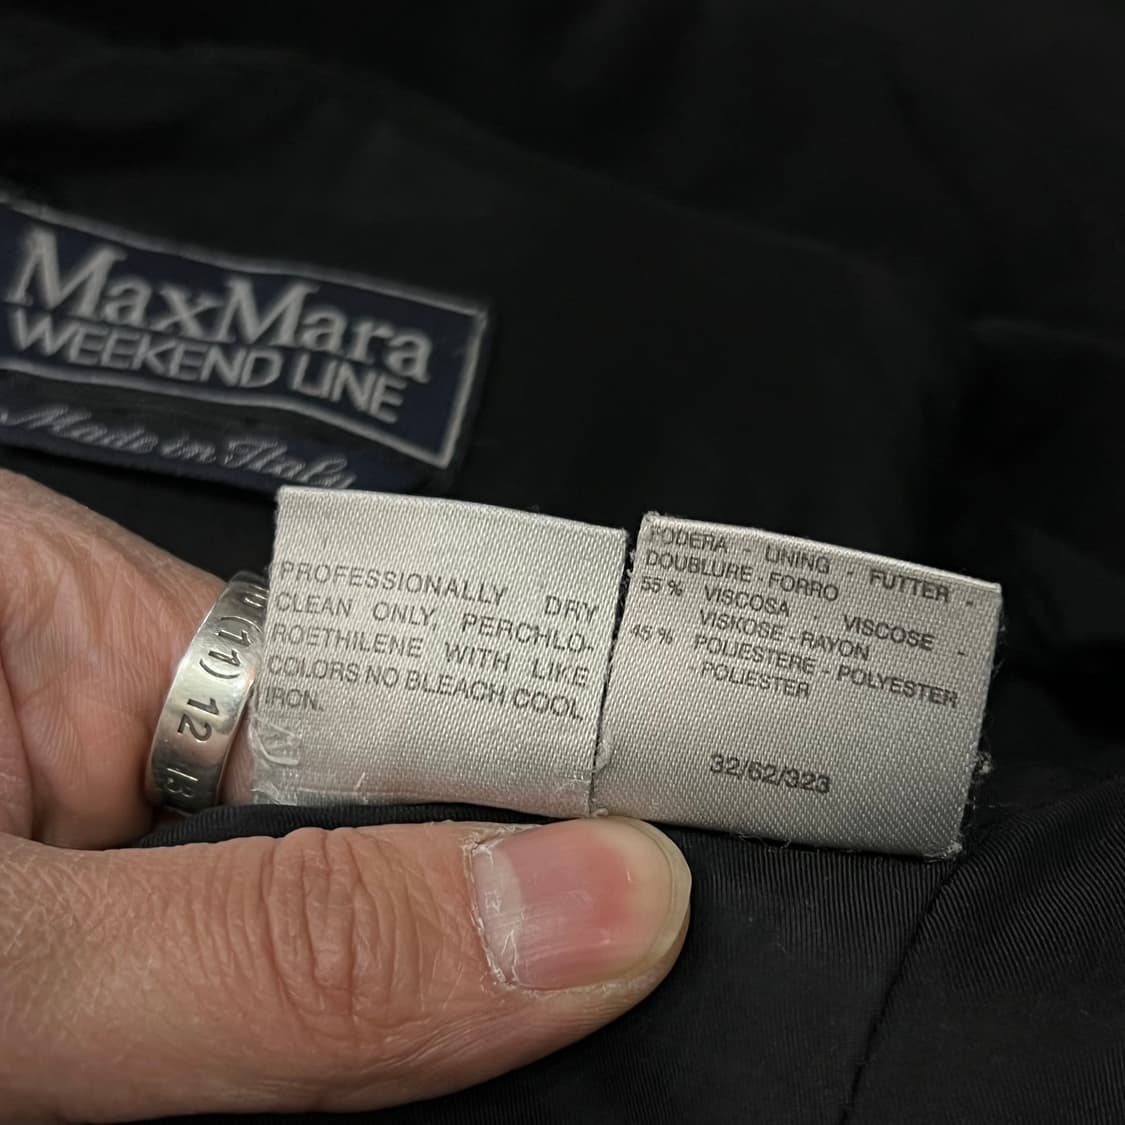 MaxMara
WEEKEND LINE
Made in Italy
PROFESSIONALLY DRY
CLEAN ONLY, PERCHLO-
ROETHILENE WITH LIKE
COLORS NO BLEACH COOL
IRON.
FODERA - LINING - FUTTER -
DOUBLURE - FORRO
55 % VISCOSA - VISCOSE -
VISKOSE - RAYON
45 % POLIESTERE - POLYESTER
- POLIESTER
32/62/323
(11) 12